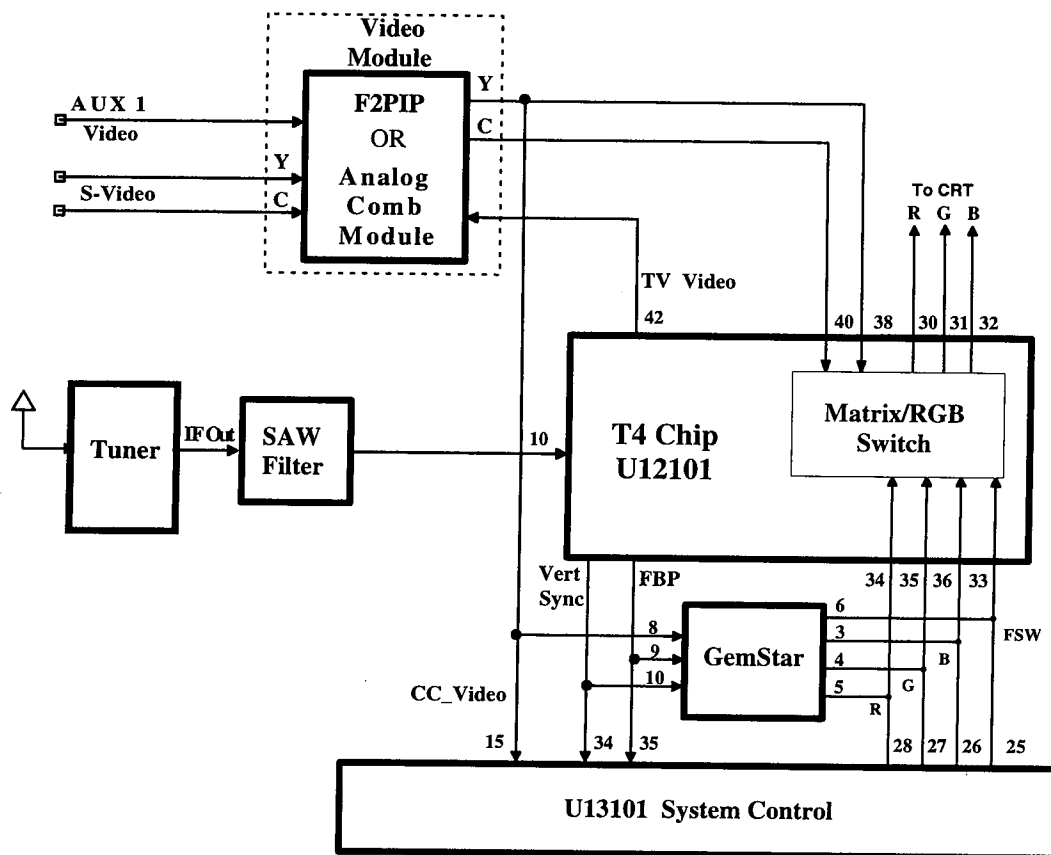 Video
Module
AUX 1
Video
Y
S-Video
C
F2PIP
OR
Analog
Comb
Module
Y
C
To CRT
R G B
TV Video
42
40 38 30 31 32
Tuner
IF Out
SAW
Filter
10
T4 Chip
U12101
Matrix/RGB
Switch
Vert
Sync
FBP
34 35 36 33
8
9
10
GemStar
6
3
4
5
FSW
B
G
R
CC_Video
15 34 35
28 27 26 25
U13101 System Control